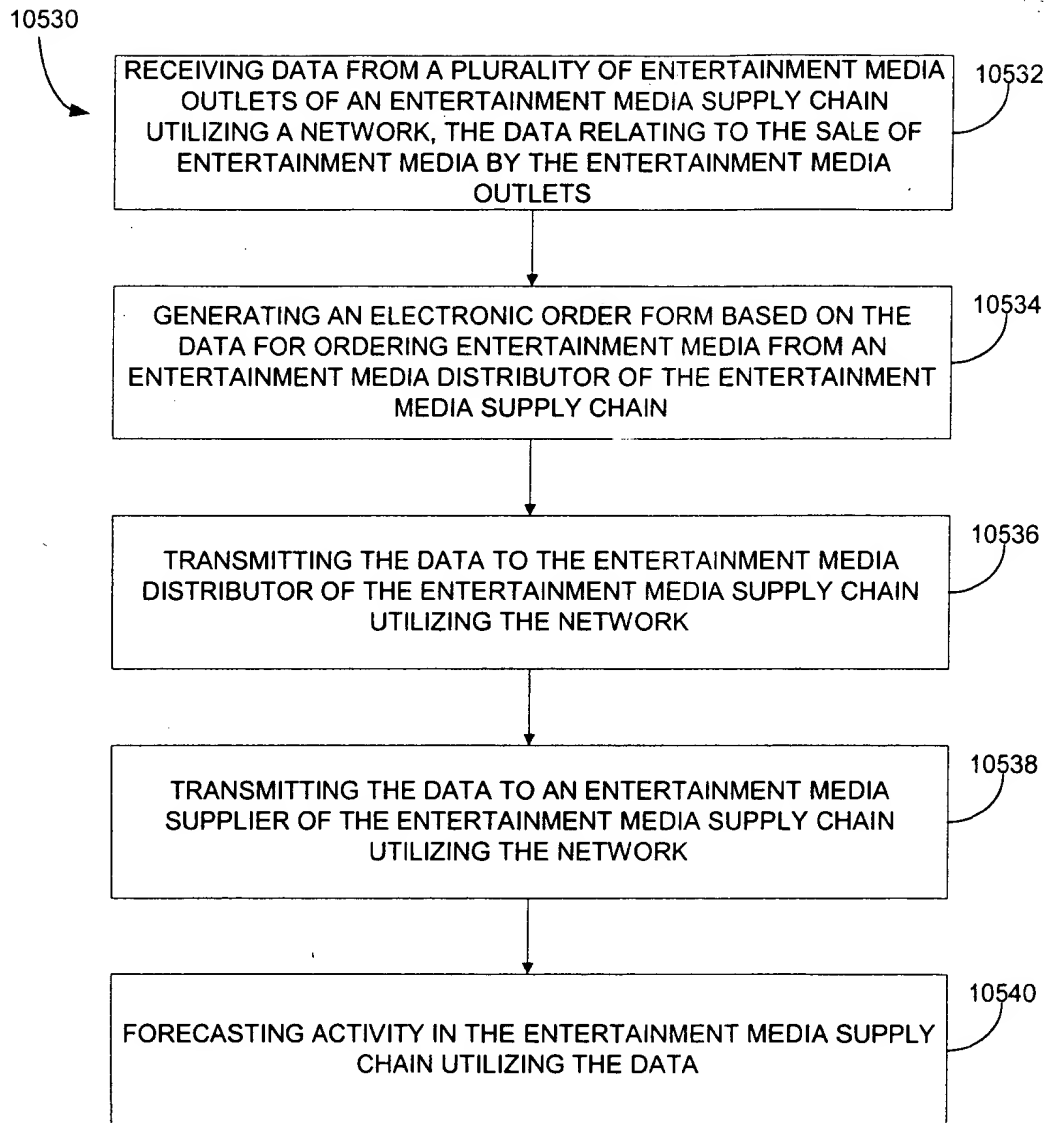 10530
RECEIVING DATA FROM A PLURALITY OF ENTERTAINMENT MEDIA
OUTLETS OF AN ENTERTAINMENT MEDIA SUPPLY CHAIN
UTILIZING A NETWORK, THE DATA RELATING TO THE SALE OF
ENTERTAINMENT MEDIA BY THE ENTERTAINMENT MEDIA
OUTLETS
10532
GENERATING AN ELECTRONIC ORDER FORM BASED ON THE
DATA FOR ORDERING ENTERTAINMENT MEDIA FROM AN
ENTERTAINMENT MEDIA DISTRIBUTOR OF THE ENTERTAINMENT
MEDIA SUPPLY CHAIN
10534
TRANSMITTING THE DATA TO THE ENTERTAINMENT MEDIA
DISTRIBUTOR OF THE ENTERTAINMENT MEDIA SUPPLY CHAIN
UTILIZING THE NETWORK
10536
TRANSMITTING THE DATA TO AN ENTERTAINMENT MEDIA
SUPPLIER OF THE ENTERTAINMENT MEDIA SUPPLY CHAIN
UTILIZING THE NETWORK
10538
FORECASTING ACTIVITY IN THE ENTERTAINMENT MEDIA SUPPLY
CHAIN UTILIZING THE DATA
10540